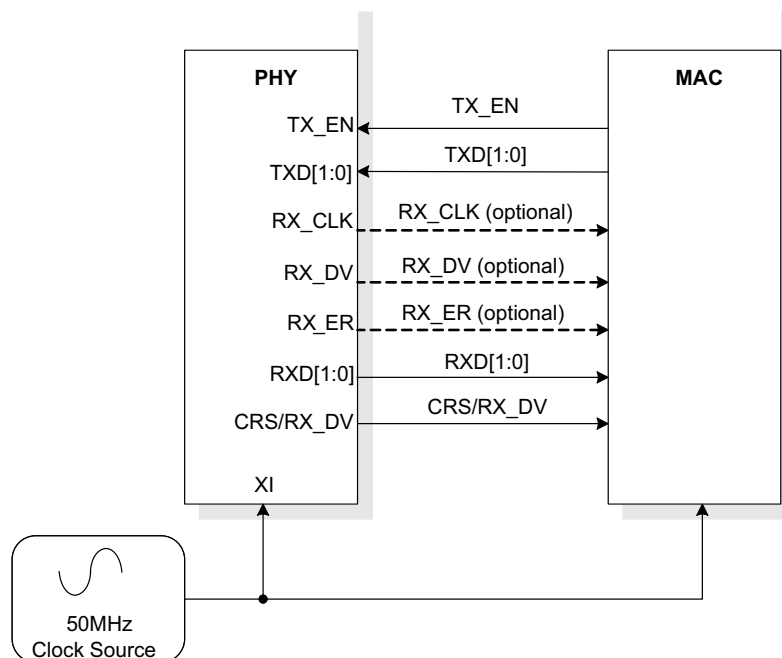 PHY
MAC
TX_EN
TX_EN
TXD[1:0]
TXD[1:0]
RX_CLK
RX_CLK (optional)
RX_DV
RX_DV (optional)
RX_ER
RX_ER (optional)
RXD[1:0]
RXD[1:0]
CRS/RX_DV
CRS/RX_DV
XI
50MHz
Clock Source